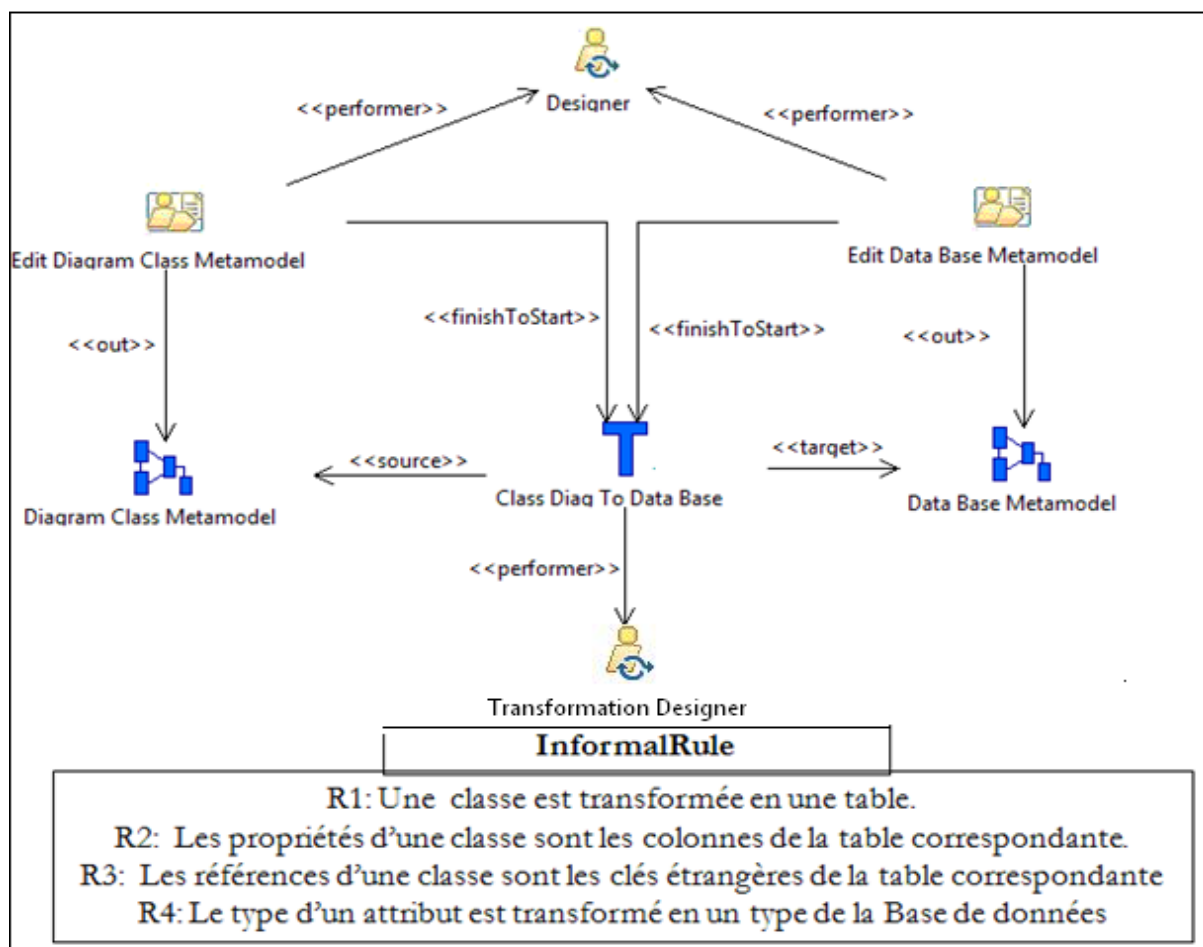 Designer
<<performer>>
<<performer>>
Edit Diagram Class Metamodel
Edit Data Base Metamodel
<<finishToStart>>
<<finishToStart>>
<<out>>
<<out>>
<<source>>
<<target>>
Class Diag To Data Base
Diagram Class Metamodel
Data Base Metamodel
<<performer>>
Transformation Designer
InformalRule
R1: Une classe est transformée en une table.
R2: Les propriétés d'une classe sont les colonnes de la table correspondante.
R3: Les références d'une classe sont les clés étrangères de la table correspondante
R4: Le type d'un attribut est transformé en un type de la Base de données